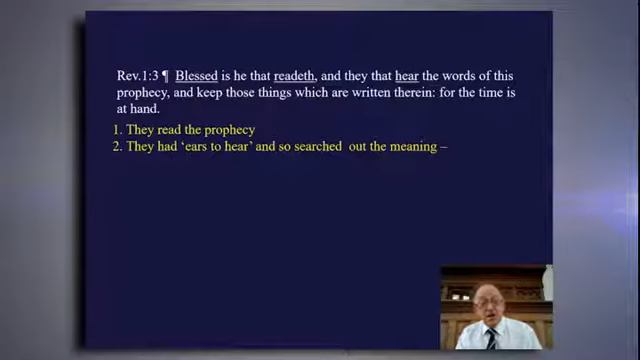 Rev.1:3 ¶ Blessed is he that readeth, and they that hear the words of this
prophecy, and keep those things which are written therein: for the time is
at hand.
1. They read the prophecy
2. They had ‘ears to hear’ and so searched out the meaning –